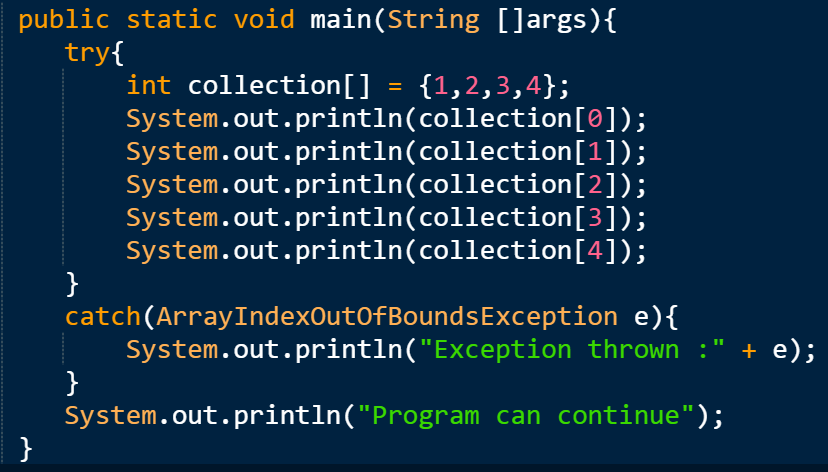 public static void main(String []args){
try{
int collection[] = {1,2,3,4};
System.out.println(collection[0]);
System.out.println(collection[1]);
System.out.println(collection[2]);
System.out.println(collection[3]);
System.out.println(collection[4]);
}
catch(ArrayIndexOutOfBoundsException e){
System.out.println("Exception thrown :" + e);
}
System.out.println("Program can continue");
}